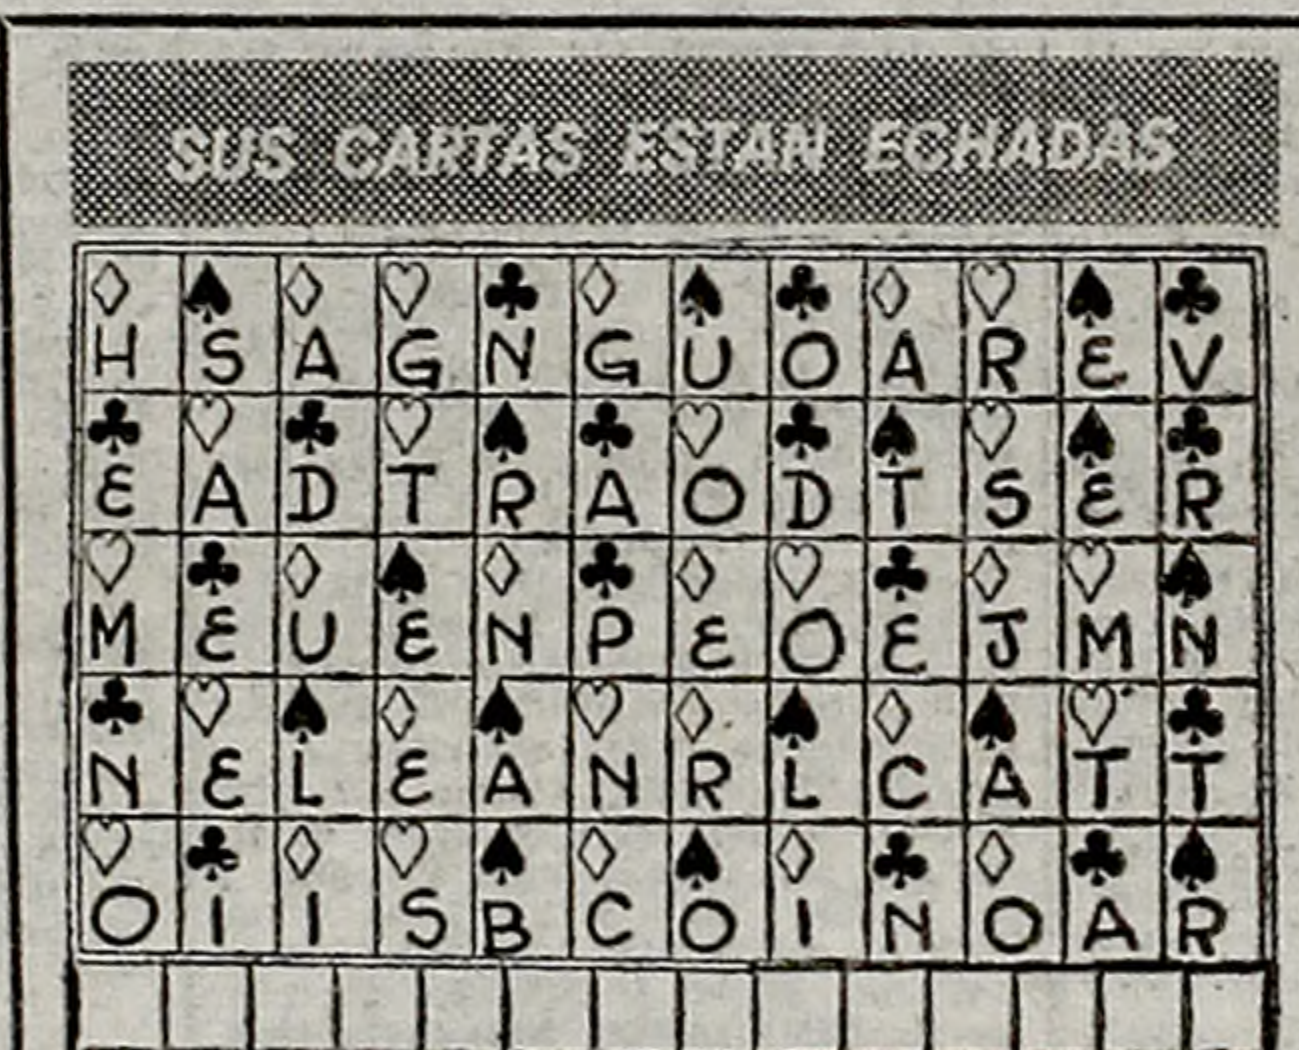 SUS CARTAS ESTAN ECHADAS
♢ ♠ ♢ ♡ ♣ ♢ ♠ ♣ ♢ ♡ ♠ ♣
H S A G N G U O A R E V
♣ ♡ ♣ ♡ ♠ ♣ ♡ ♣ ♠ ♡ ♠ ♣
E A D T R A O D T S E R
♡ ♣ ♢ ♠ ♢ ♣ ♢ ♡ ♣ ♢ ♡ ♠
M E U E N P E O E J M N
♣ ♡ ♠ ♢ ♠ ♡ ♢ ♠ ♢ ♠ ♡ ♣
N E L E A N R L C A T T
♡ ♣ ♢ ♡ ♠ ♢ ♠ ♢ ♣ ♢ ♣ ♠
O I I S B C O I N O A R